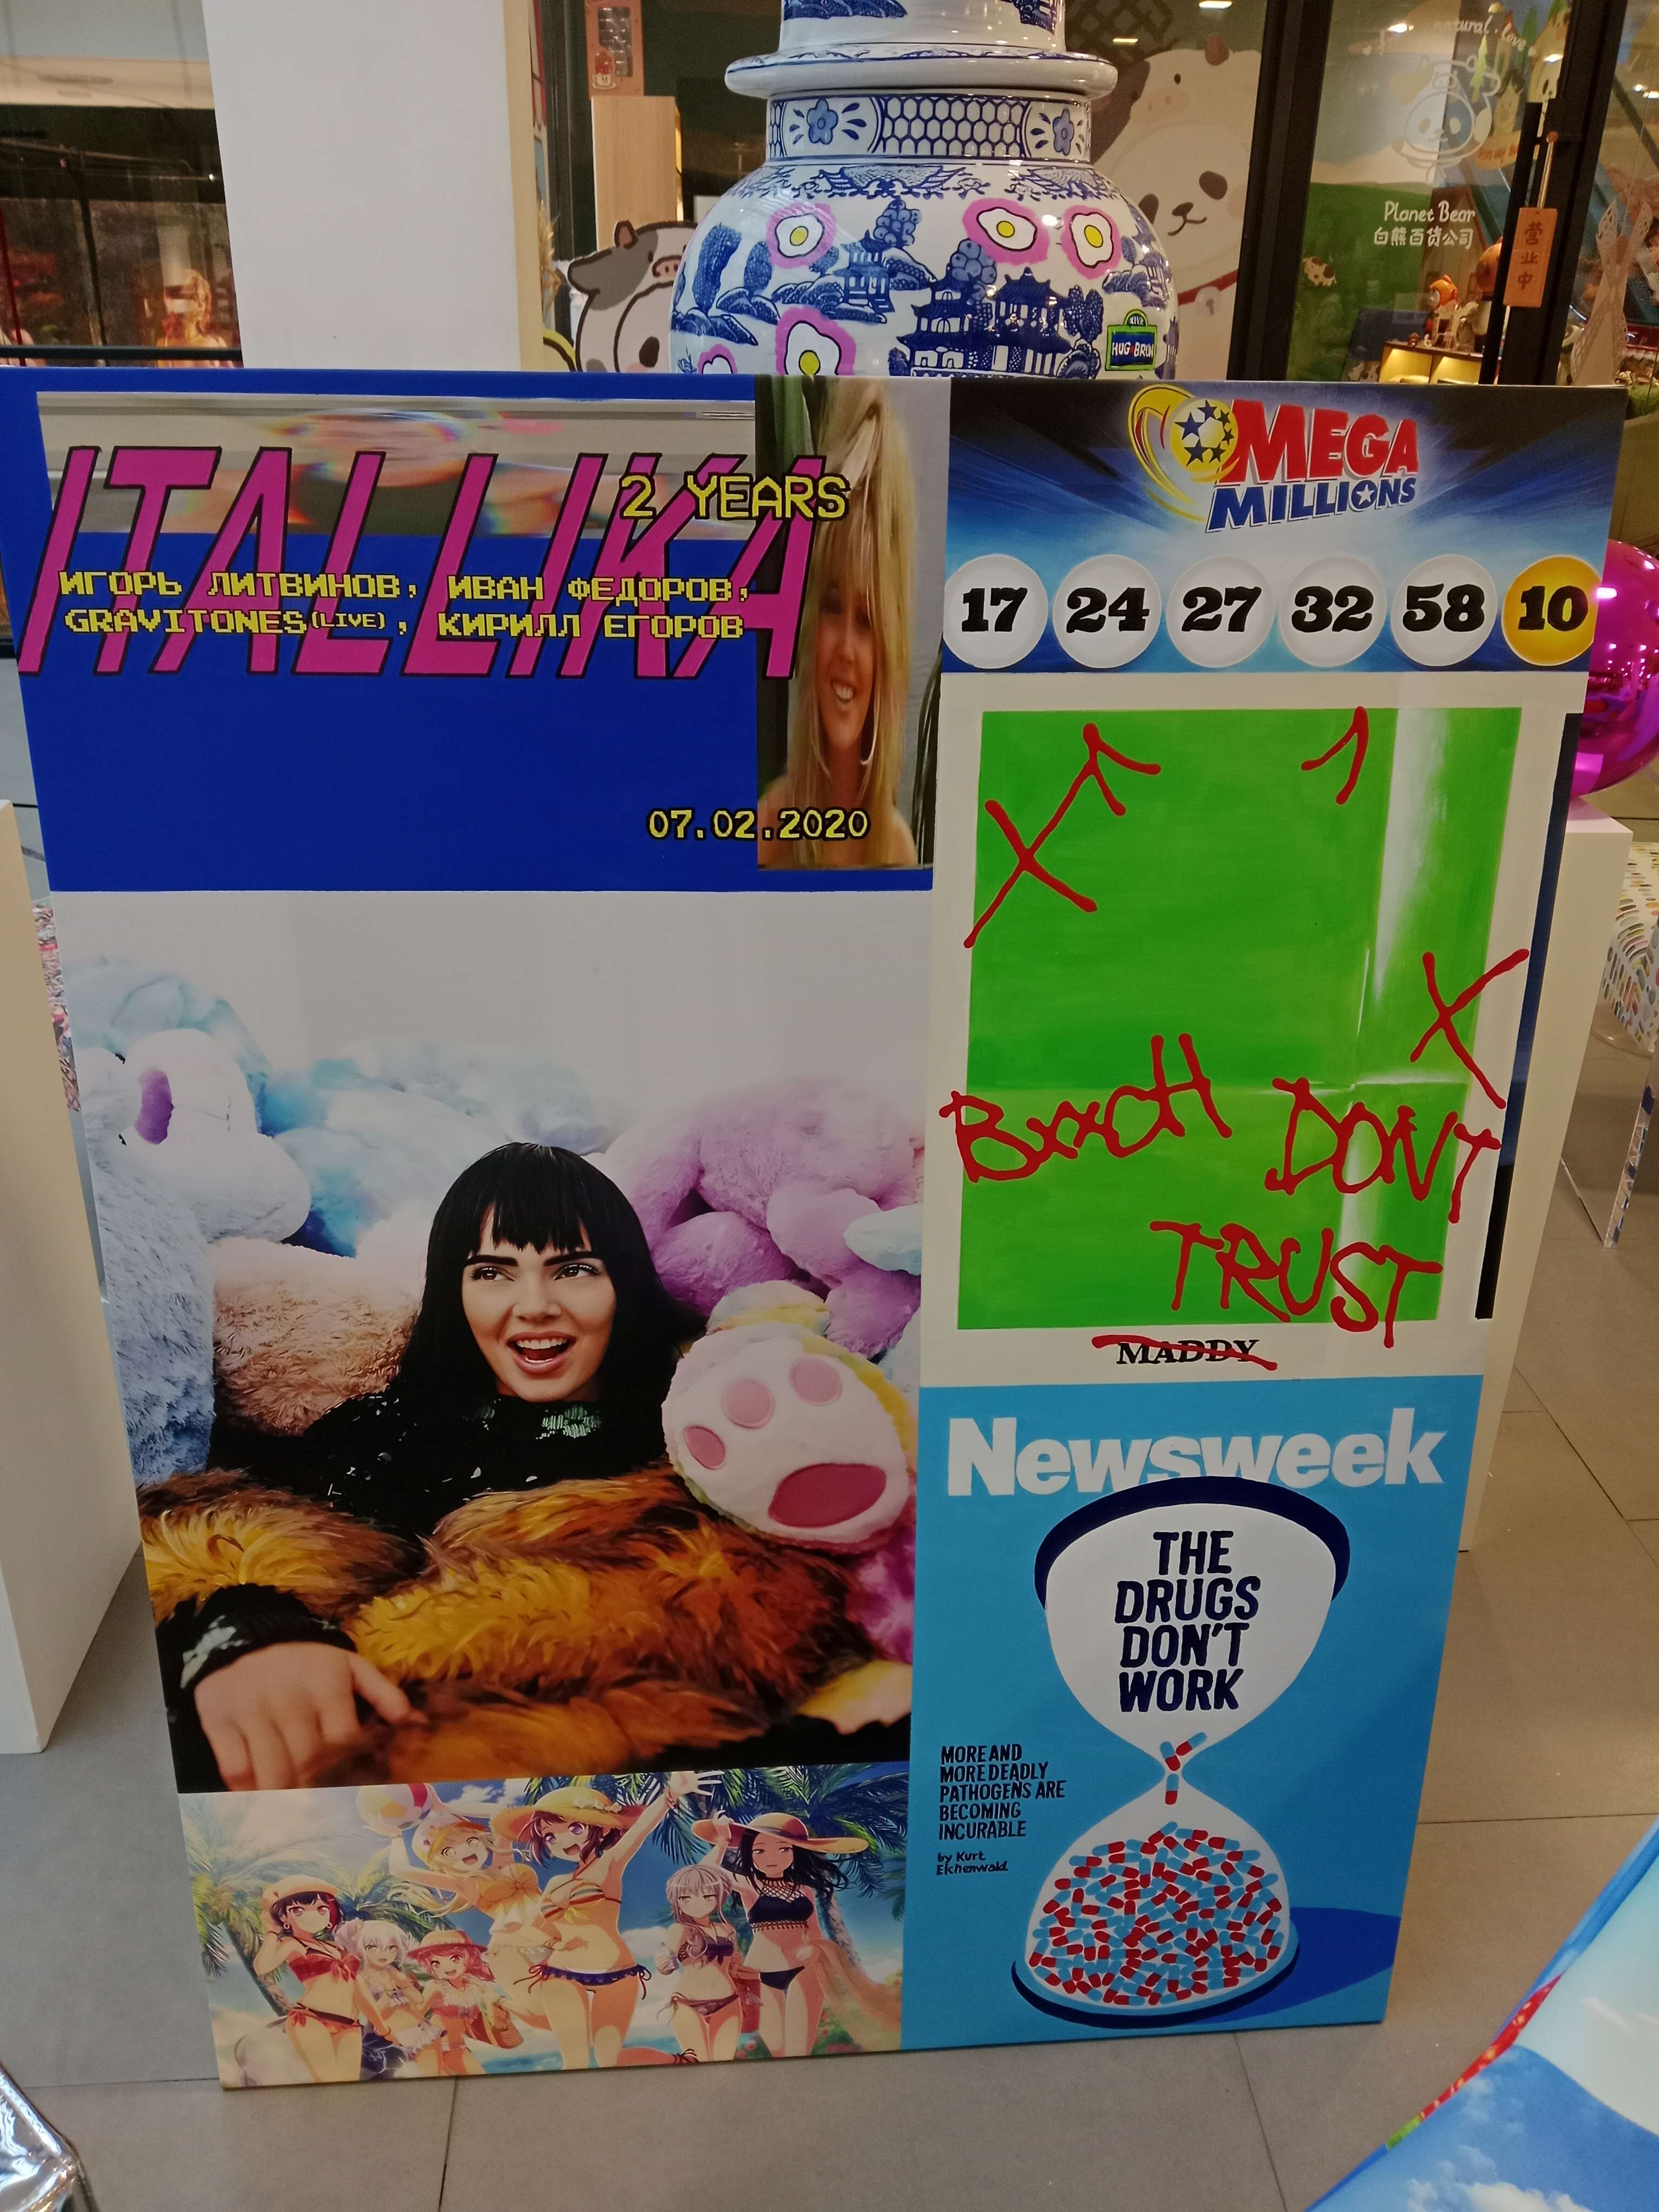 natural·love
Planet Bear
白熊百货公司
营业中
ITALLIKA
2 YEARS
ИГОРЬ ЛИТВИНОВ, ИВАН ФЕДОРОВ,
GRAVITONES(LIVE), КИРИЛЛ ЕГОРОВ
07.02.2020
MEGA
MILLIONS
17 24 27 32 58 10
DONT
TRUST
MADDY
Newsweek
THE
DRUGS
DON'T
WORK
MORE AND
MORE DEADLY
PATHOGENS ARE
BECOMING
INCURABLE
by Kurt
Eichenwald